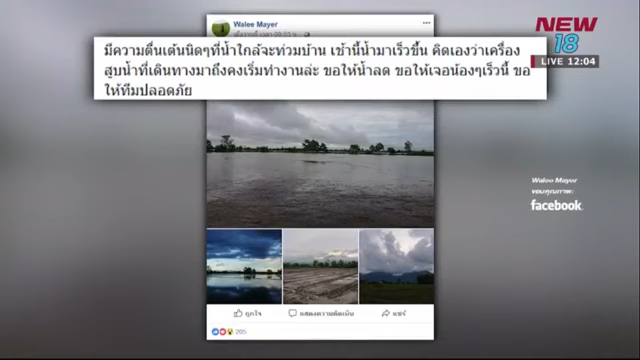 Walee Mayer
NEW
18
LIVE 12:04
มีความตื่นเต้นนิดๆที่น้ำใกล้จะท่วมบ้าน เช้านี้น้ำมาเร็วขึ้น คิดเองว่าเครื่อง
สูบน้ำที่เดินทางมาถึงคงเริ่มทำงานล่ะ ขอให้น้ำลด ขอให้เจอน้องๆเร็วนี้ ขอ
ให้ทีมปลอดภัย
Walee Mayer
ขอบคุณภาพ:
facebook
ถูกใจ
แสดงความคิดเห็น
แชร์
205